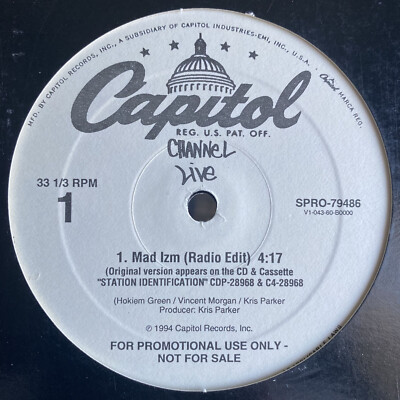 MFD. BY CAPITOL RECORDS, INC., A SUBSIDIARY OF CAPITOL INDUSTRIES-EMI, INC., U.S.A. Capitol MARCA REG.
Capitol
REG. U.S. PAT. OFF.
CHANNEL
Live
33 1/3 RPM
1
SPRO-79486
V1-043-60-B0000
1. Mad Izm (Radio Edit) 4:17
(Original version appears on the CD & Cassette
"STATION IDENTIFICATION" CDP-28968 & C4-28968
(Hokiem Green / Vincent Morgan / Kris Parker)
Producer: Kris Parker
℗ 1994 Capitol Records, Inc.
FOR PROMOTIONAL USE ONLY -
NOT FOR SALE